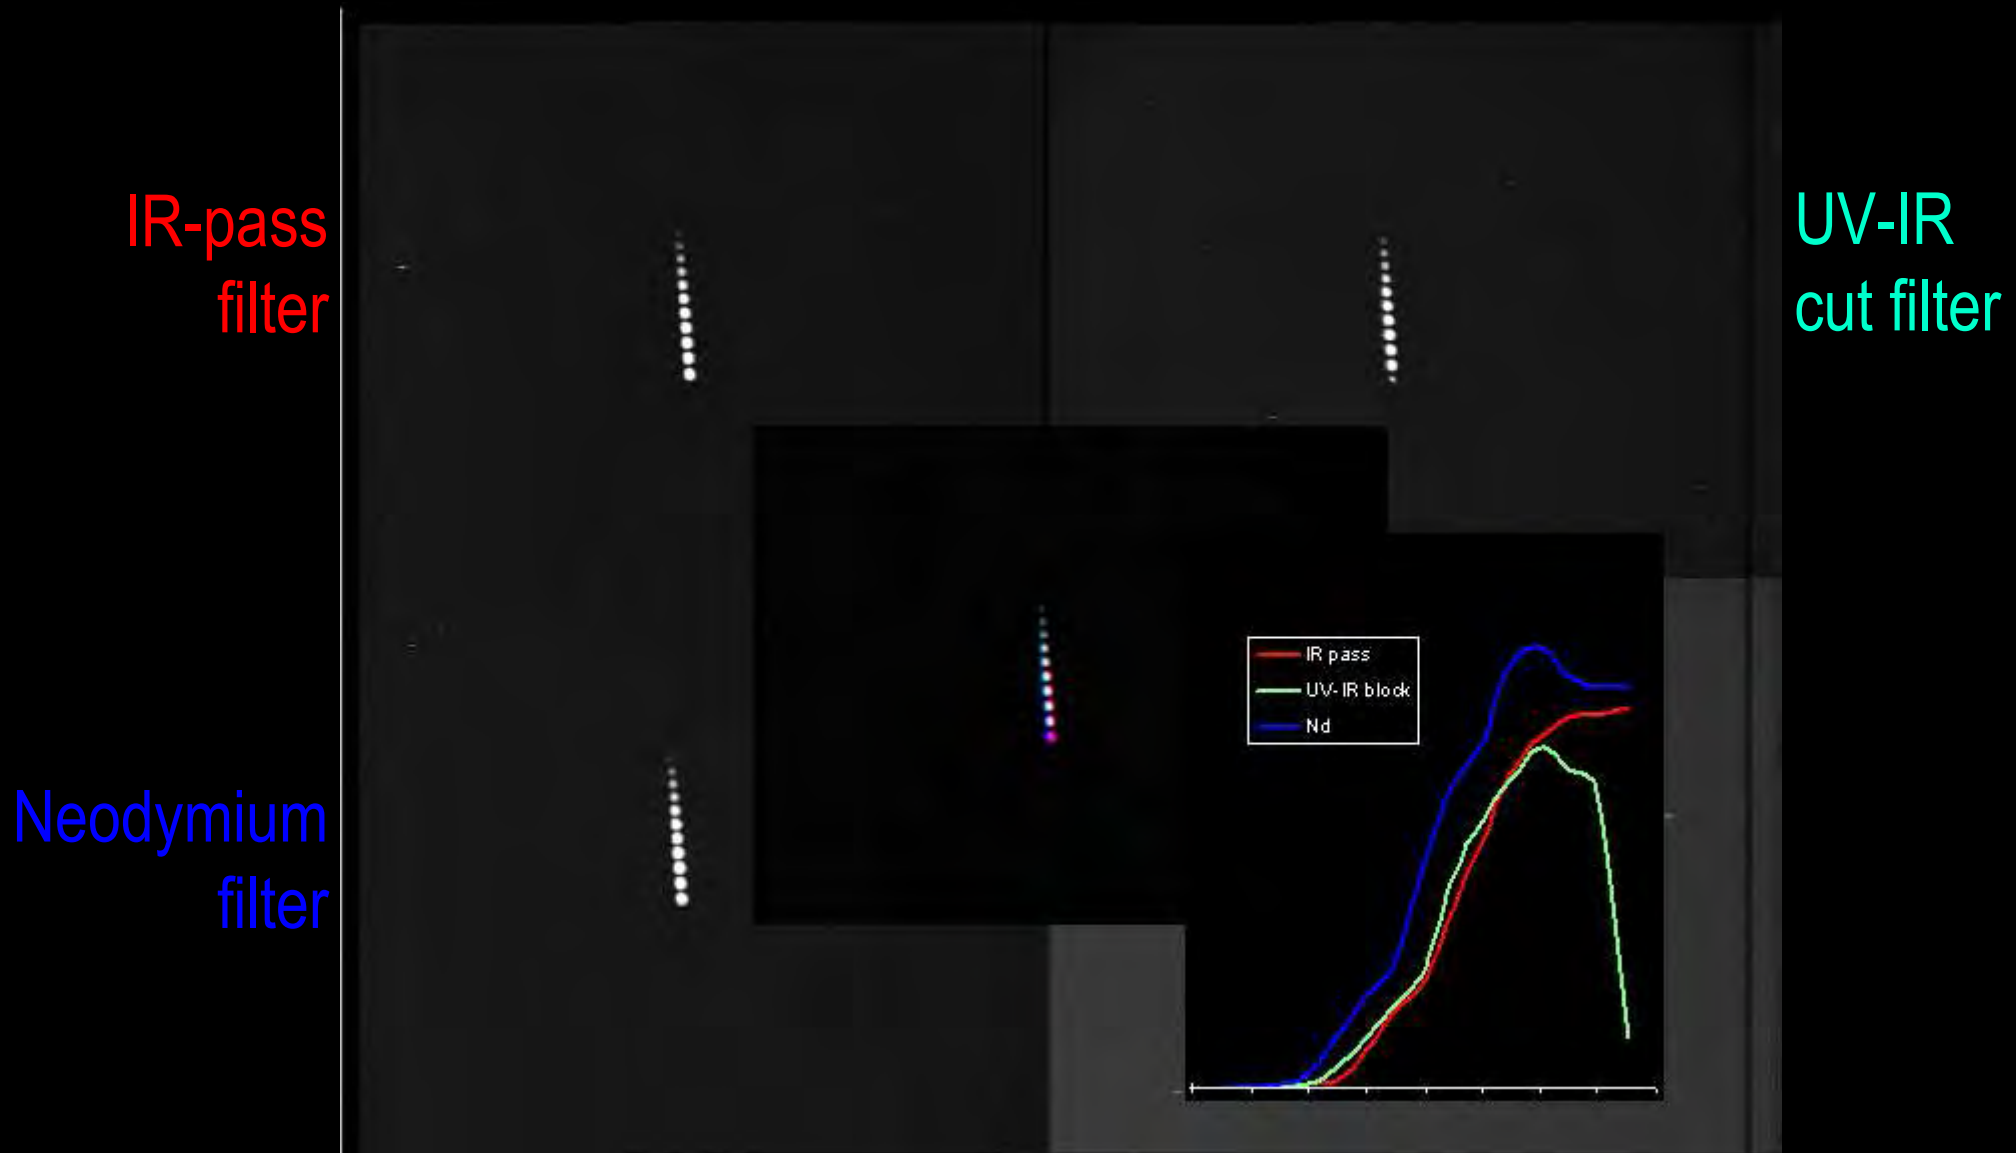 IR-pass
filter
UV-IR
cut filter
IR pass
UV-IR block
Nd
Neodymium
filter